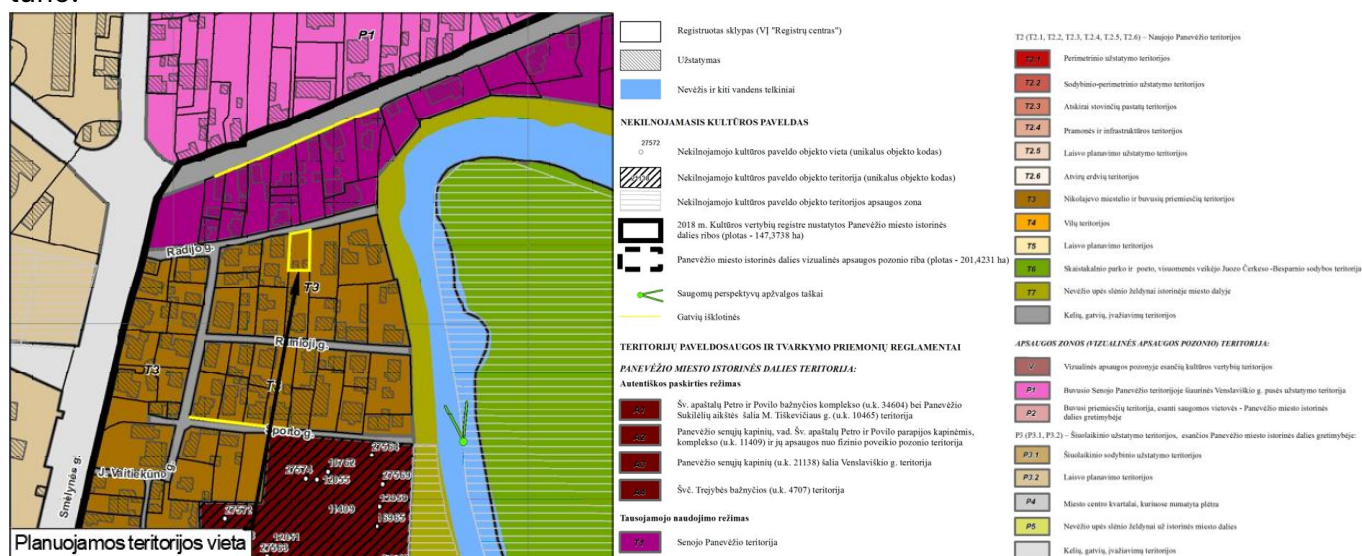 P1
Radijo g.
T3
Ramioji g.
T3
Sporto g.
J. Vaitiekūno g.
Smėlynės g.
27564
27574
10762
12055
27569
12059
11409
27572
12041
Planuojamos teritorijos vieta
Registruotas sklypas (VĮ "Registrų centras")
Užstatymas
Nevėžis ir kiti vandens telkiniai
NEKILNOJAMASIS KULTŪROS PAVELDAS
27572
Nekilnojamojo kultūros paveldo objekto vieta (unikalus objekto kodas)
Nekilnojamojo kultūros paveldo objekto teritorija (unikalus objekto kodas)
Nekilnojamojo kultūros paveldo objekto teritorijos apsaugos zona
2018 m. Kultūros vertybių registre nustatytos Panevėžio miesto istorinės
dalies ribos (plotas - 147,3738 ha)
Panevėžio miesto istorinės dalies vizualinės apsaugos pozonio riba (plotas - 201,4231 ha)
Saugomų perspektyvų apžvalgos taškai
Gatvių išklotinės
TERITORIJŲ PAVELDOSAUGOS IR TVARKYMO PRIEMONIŲ REGLAMENTAI
PANEVĖŽIO MIESTO ISTORINĖS DALIES TERITORIJA:
Autentiškos paskirties režimas
A1
Šv. apaštalų Petro ir Povilo bažnyčios komplekso (u.k. 34604) bei Panevėžio
Sukilėlių aikštės šalia M. Tiškevičiaus g. (u.k. 10465) teritorija
A2
Panevėžio senųjų kapinių, vad. Šv. apaštalų Petro ir Povilo parapijos kapinėmis,
komplekso (u.k. 11409) ir jų apsaugos nuo fizinio poveikio pozonio teritorija
A3
Panevėžio senųjų kapinių (u.k. 21138) šalia Venslaviškio g. teritorija
A4
Švč. Trejybės bažnyčios (u.k. 4707) teritorija
Tausojamojo naudojimo režimas
T1
Senojo Panevėžio teritorija
T2 (T2.1, T2.2, T2.3, T.2.4, T.2.5, T2.6) – Naujojo Panevėžio teritorijos
T2.1
Perimetrinio užstatymo teritorijos
T2.2
Sodybinio-perimetrinio užstatymo teritorijos
T2.3
Atskirai stovinčių pastatų teritorijos
T2.4
Pramonės ir infrastruktūros teritorijos
T2.5
Laisvo planavimo užstatymo teritorijos
T2.6
Atvirų erdvių teritorijos
T3
Nikolajevo miestelio ir buvusių priemiesčių teritorijos
T4
Vilų teritorijos
T5
Laisvo planavimo teritorijos
T6
Skaistakalnio parko ir poeto, visuomenės veikėjo Juozo Čerkeso -Besparnio sodybos teritorija
T7
Nevėžio upės slėnio želdynai istorinėje miesto dalyje
Kelių, gatvių, įvažiavimų teritorijos
APSAUGOS ZONOS (VIZUALINĖS APSAUGOS POZONIO) TERITORIJA:
V
Vizualinės apsaugos pozonyje esančių kultūros vertybių teritorijos
P1
Buvusio Senojo Panevėžio teritorijoje šiaurinės Venslaviškio g. pusės užstatymo teritorija
P2
Buvusi priemiesčių teritorija, esanti saugomos vietovės - Panevėžio miesto istorinės
dalies gretimybėje
P3 (P3.1, P3.2) – Šiuolaikinio užstatymo teritorijos, esančios Panevėžio miesto istorinės dalies gretimybėje:
P3.1
Šiuolaikinio sodybinio užstatymo teritorijos
P3.2
Laisvo planavimo teritorijos
P4
Miesto centro kvartalai, kuriuose numatyta plėtra
P5
Nevėžio upės slėnio želdynai už istorinės miesto dalies
Kelių, gatvių, įvažiavimų teritorijos